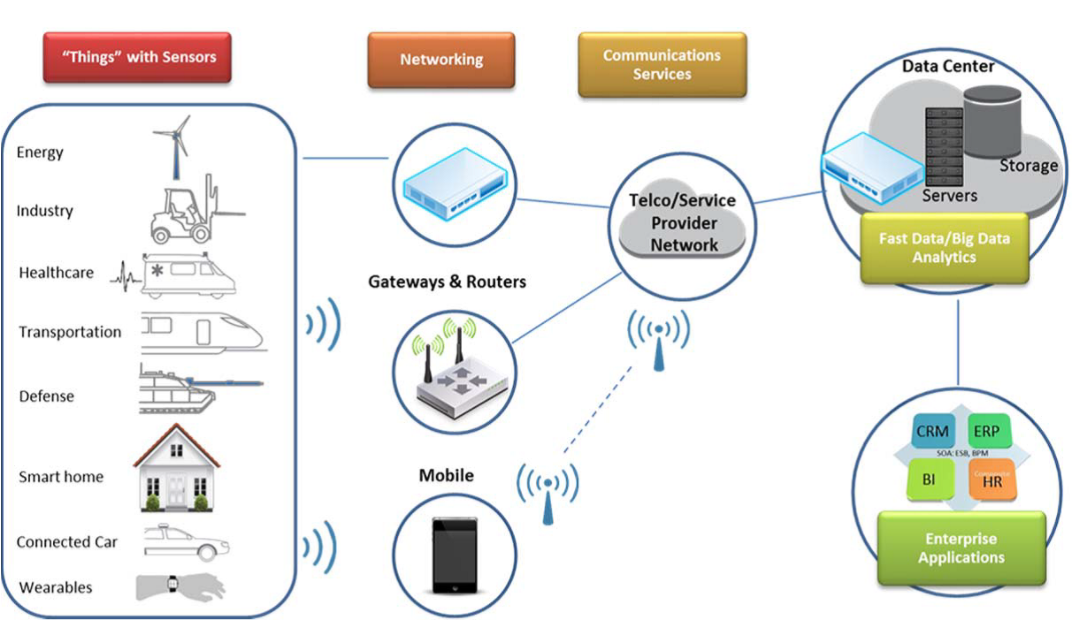 “Things” with Sensors
Networking
Communications
Services
Data Center
Energy
Industry
Healthcare
Transportation
Defense
Smart home
Connected Car
Wearables
Gateways & Routers
Mobile
Telco/Service
Provider
Network
Storage
Servers
Fast Data/Big Data
Analytics
CRM
ERP
SOA: ESB, BPM
BI
HR
Enterprise
Applications